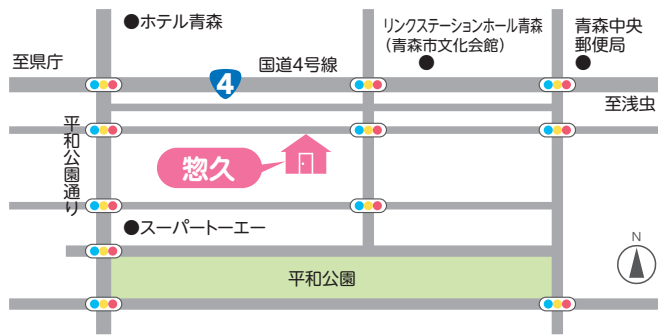 ●ホテル青森
リンクステーションホール青森
(青森市文化会館)
●
青森中央
郵便局
●
至県庁
国道4号線
4
至浅虫
平和公園通り
惣久
●スーパートーエー
平和公園
N